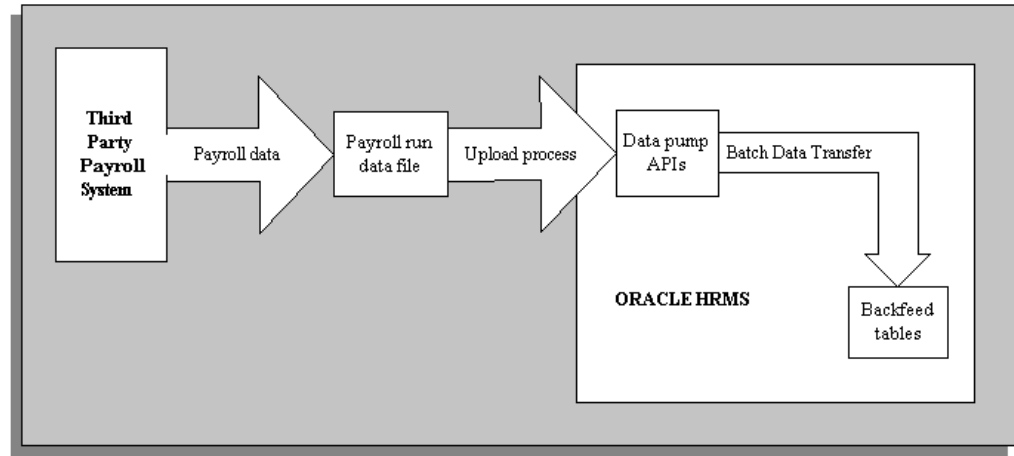 Third
Party
Payroll
System
Payroll data
Payroll run
data file
Upload process
Data pump
APIs
Batch Data Transfer
ORACLE HRMS
Backfeed
tables